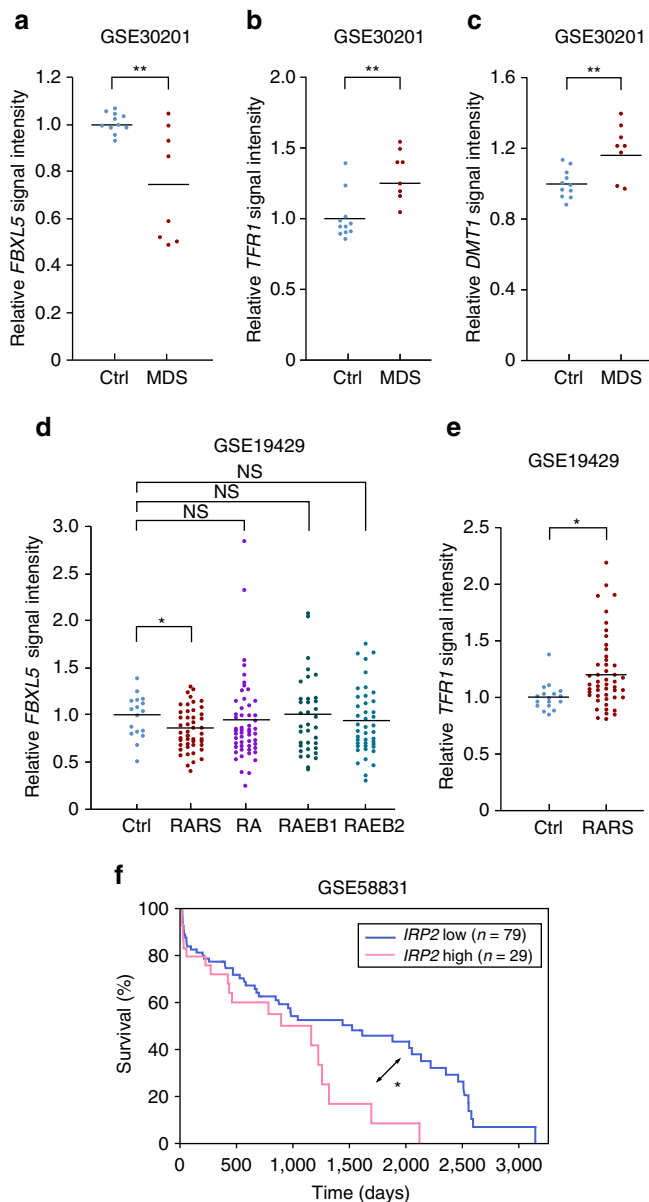 a
GSE30201
Relative FBXL5 signal intensity
1.2
1.0
0.8
0.6
0.4
0.2
0
**
Ctrl
MDS
b
GSE30201
Relative TFR1 signal intensity
2.0
1.5
1.0
0.5
0
**
Ctrl
MDS
c
GSE30201
Relative DMT1 signal intensity
1.6
1.2
0.8
0.4
0
**
Ctrl
MDS
d
GSE19429
NS
NS
NS
*
Relative FBXL5 signal intensity
3.0
2.5
2.0
1.5
1.0
0.5
0
Ctrl
RARS
RA
RAEB1
RAEB2
e
GSE19429
*
Relative TFR1 signal intensity
2.5
2.0
1.5
1.0
0.5
0
Ctrl
RARS
f
GSE58831
Survival (%)
100
80
60
40
20
0
IRP2 low (n = 79)
IRP2 high (n = 29)
*
0
500
1,000
1,500
2,000
2,500
3,000
Time (days)